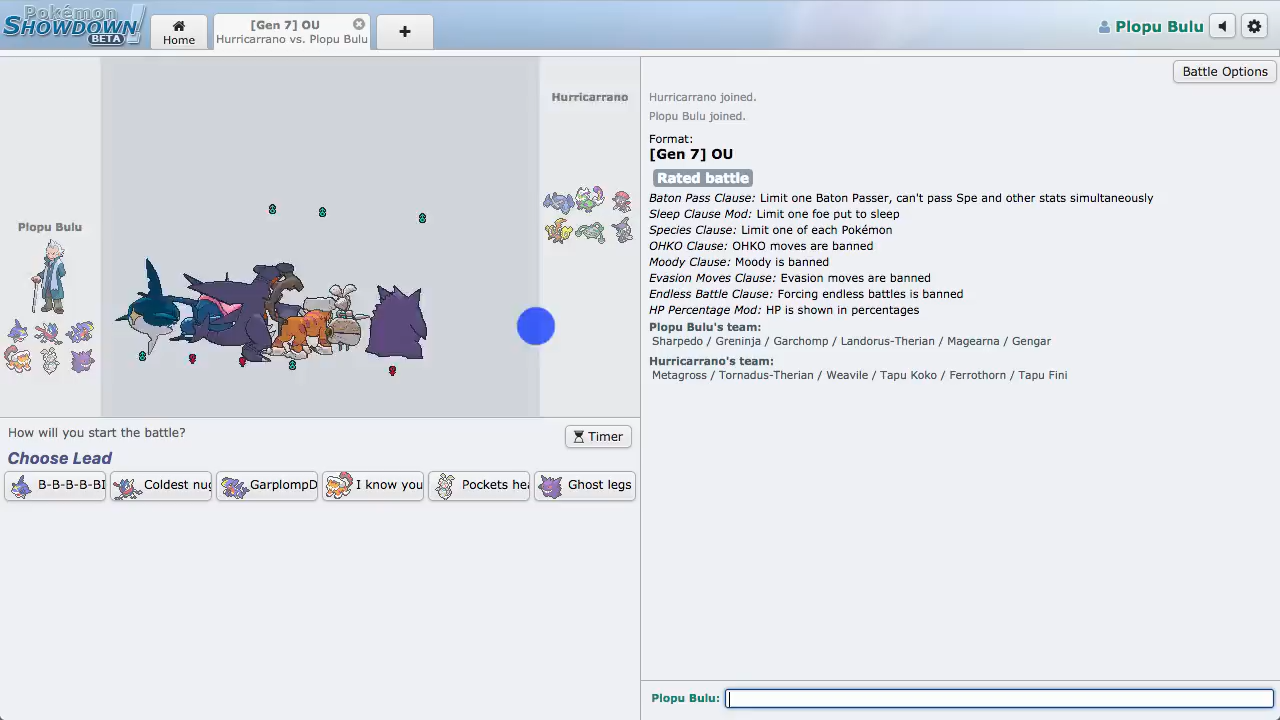 Pokémon
SHOWDOWN!
BETA
Home
[Gen 7] OU
Hurricarrano vs. Plopu Bulu
+
Plopu Bulu
Battle Options
Hurricarrano
Plopu Bulu
Hurricarrano joined.
Plopu Bulu joined.
Format:
[Gen 7] OU
Rated battle
Baton Pass Clause: Limit one Baton Passer, can't pass Spe and other stats simultaneously
Sleep Clause Mod: Limit one foe put to sleep
Species Clause: Limit one of each Pokémon
OHKO Clause: OHKO moves are banned
Moody Clause: Moody is banned
Evasion Moves Clause: Evasion moves are banned
Endless Battle Clause: Forcing endless battles is banned
HP Percentage Mod: HP is shown in percentages
Plopu Bulu's team:
Sharpedo / Greninja / Garchomp / Landorus-Therian / Magearna / Gengar
Hurricarrano's team:
Metagross / Tornadus-Therian / Weavile / Tapu Koko / Ferrothorn / Tapu Fini
How will you start the battle?
Timer
Choose Lead
B-B-B-B-BI
Coldest nug
GarplompD
I know you
Pockets hea
Ghost legs
Plopu Bulu: